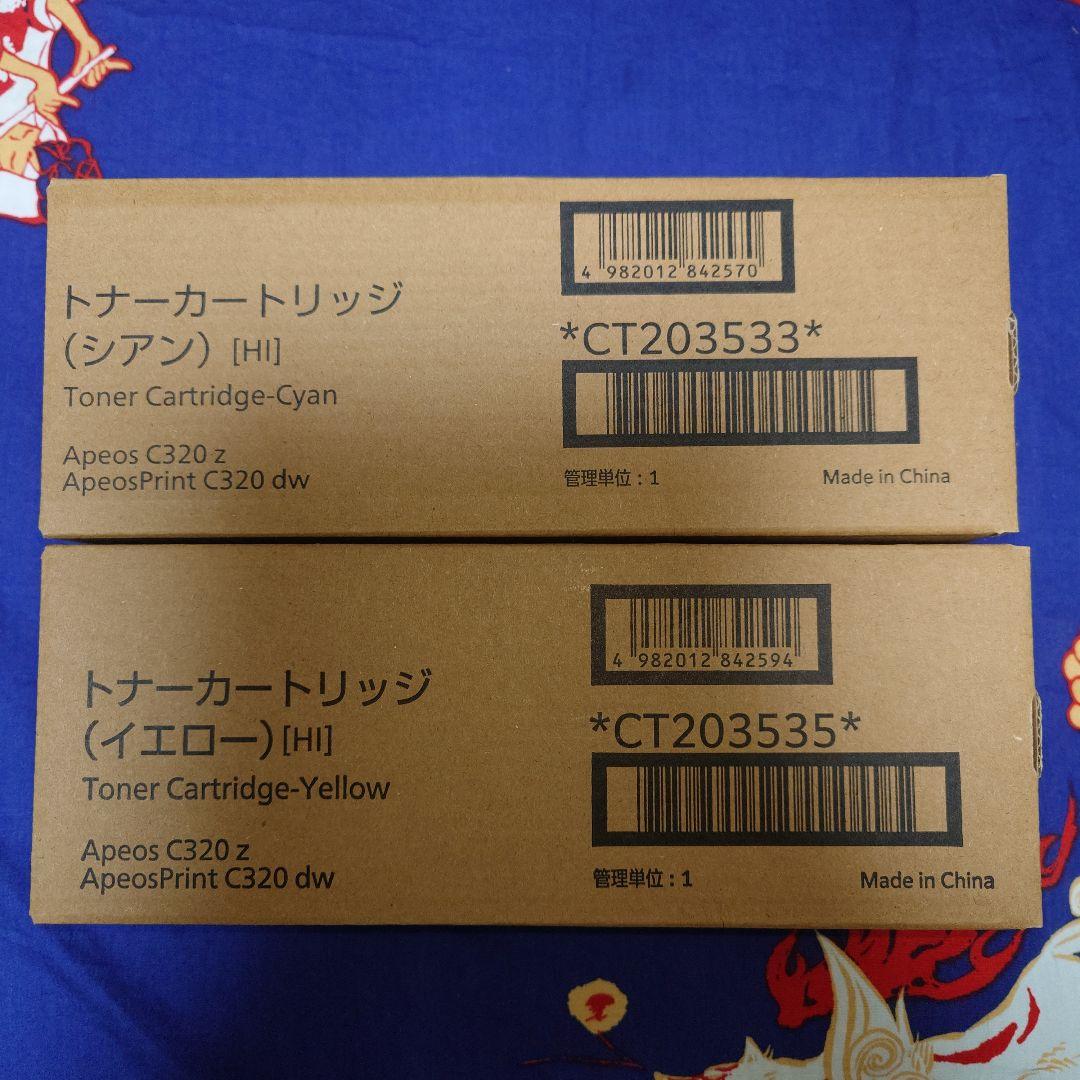 トナーカートリッジ
(シアン) [HI]
Toner Cartridge-Cyan
Apeos C320 z
ApeosPrint C320 dw
4 982012 842570
*CT203533*
管理単位:1
Made in China
トナーカートリッジ
(イエロー)[HI]
Toner Cartridge-Yellow
Apeos C320 z
ApeosPrint C320 dw
4 982012 842594
*CT203535*
管理単位:1
Made in China